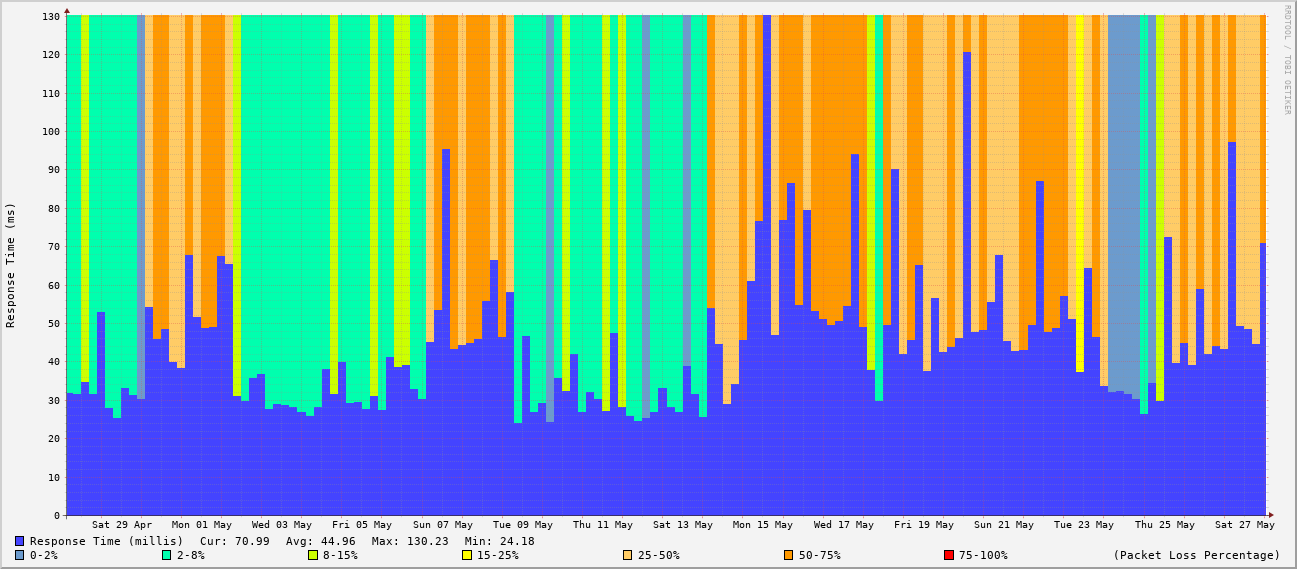 RRDTOOL / TOBI OETIKER
Response Time (ms)
130
120
110
100
90
80
70
60
50
40
30
20
10
0
Sat 29 Apr Mon 01 May Wed 03 May Fri 05 May Sun 07 May Tue 09 May Thu 11 May Sat 13 May Mon 15 May Wed 17 May Fri 19 May Sun 21 May Tue 23 May Thu 25 May Sat 27 May
Response Time (millis) Cur: 70.99 Avg: 44.96 Max: 130.23 Min: 24.18
0-2% 2-8% 8-15% 15-25% 25-50% 50-75% 75-100% (Packet Loss Percentage)